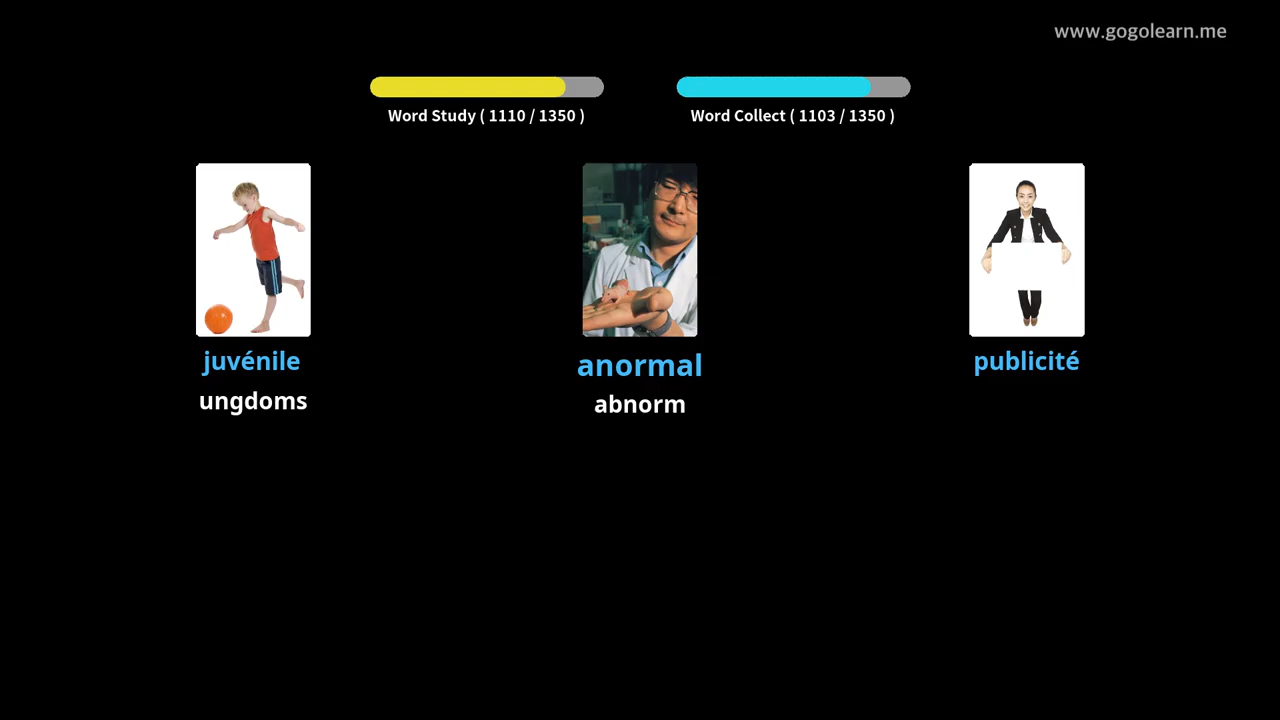 www.gogolearn.me
Word Study ( 1110 / 1350 )
Word Collect ( 1103 / 1350 )
juvénile
ungdoms
anormal
abnorm
publicité